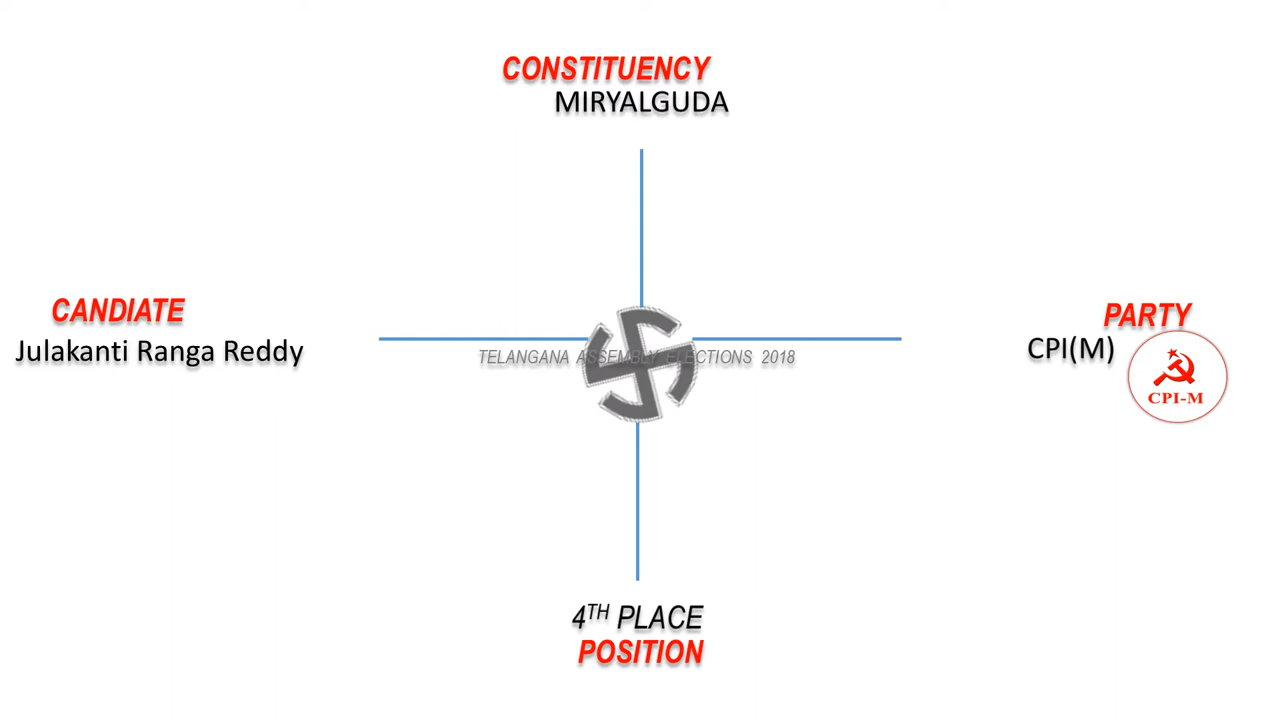 CONSTITUENCY
MIRYALGUDA
CANDIATE
Julakanti Ranga Reddy
TELANGANA ASSEMBLY ELECTIONS 2018
PARTY
CPI(M)
CPI-M
4TH PLACE
POSITION